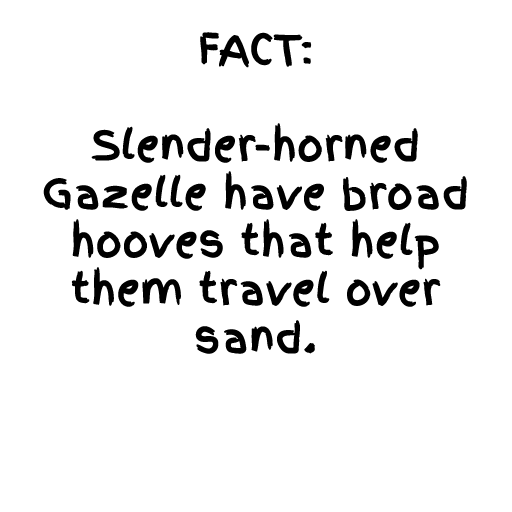 FACT:
Slender-horned
Gazelle have broad
hooves that help
them travel over
sand.